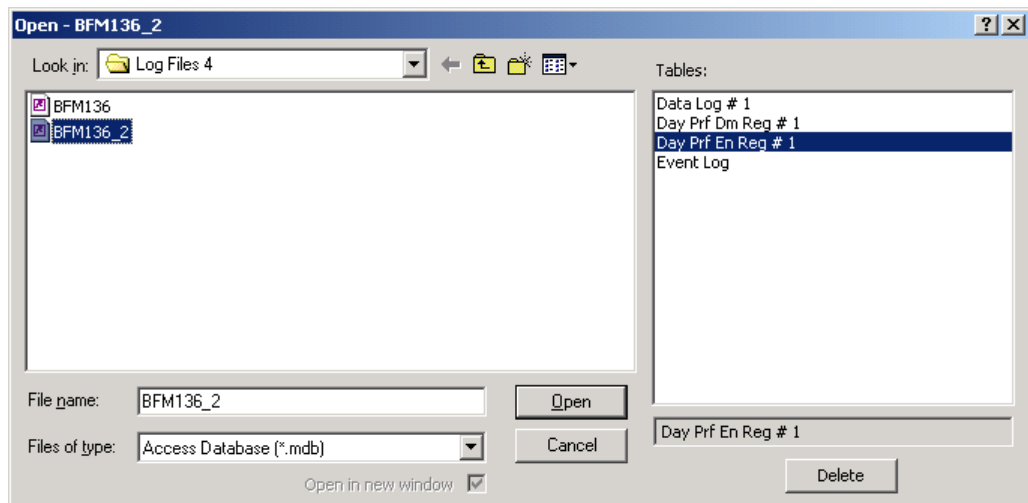 Open - BFM136_2
Look in: Log Files 4
BFM136
BFM136_2
File name: BFM136_2
Open
Files of type: Access Database (*.mdb)
Cancel
Open in new window
Tables:
Data Log # 1
Day Prf Dm Reg # 1
Day Prf En Reg # 1
Event Log
Day Prf En Reg # 1
Delete